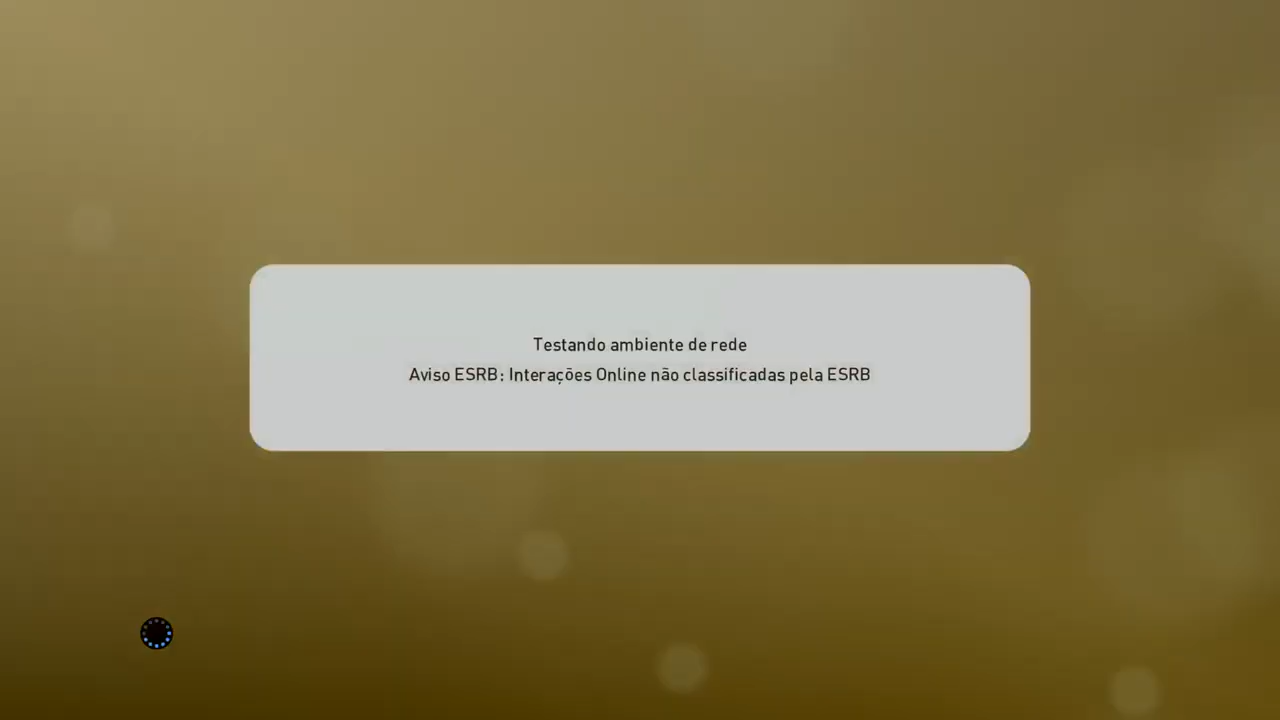 Testando ambiente de rede
Aviso ESRB: Interações Online não classificadas pela ESRB